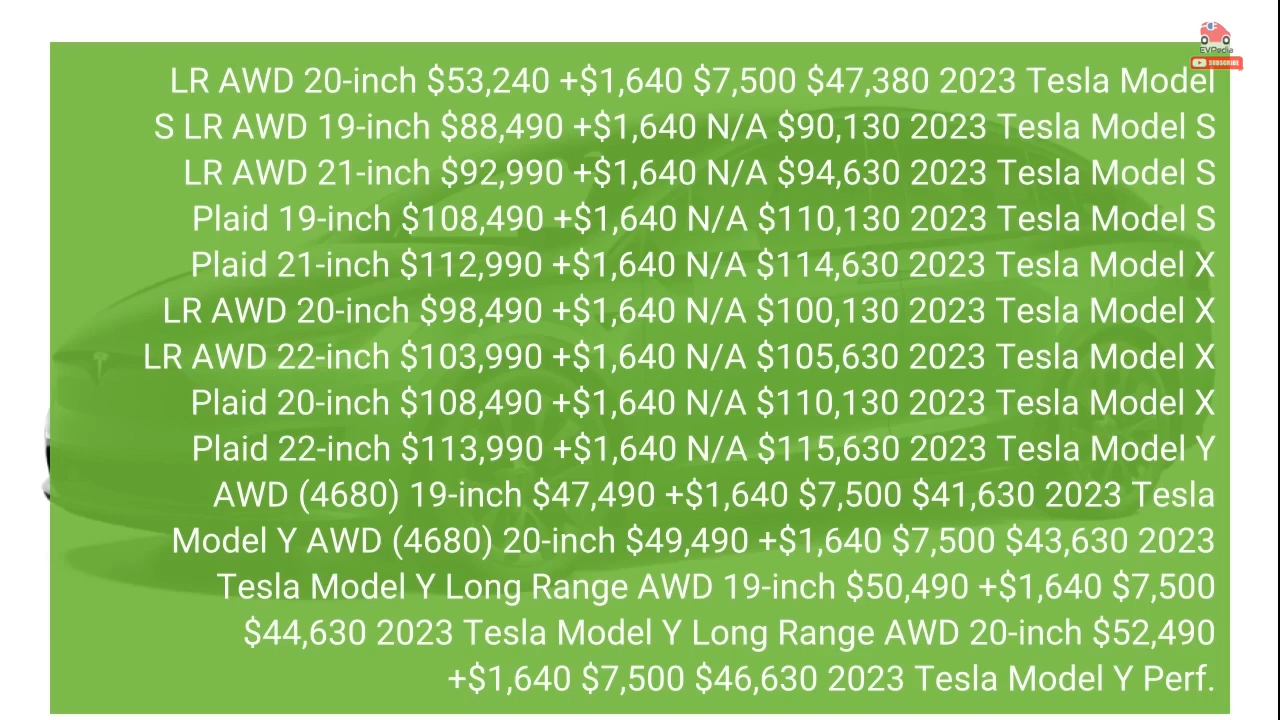 EVPedia
SUBSCRIBE
LR AWD 20-inch $53,240 +$1,640 $7,500 $47,380 2023 Tesla Model
S LR AWD 19-inch $88,490 +$1,640 N/A $90,130 2023 Tesla Model S
LR AWD 21-inch $92,990 +$1,640 N/A $94,630 2023 Tesla Model S
Plaid 19-inch $108,490 +$1,640 N/A $110,130 2023 Tesla Model S
Plaid 21-inch $112,990 +$1,640 N/A $114,630 2023 Tesla Model X
LR AWD 20-inch $98,490 +$1,640 N/A $100,130 2023 Tesla Model X
LR AWD 22-inch $103,990 +$1,640 N/A $105,630 2023 Tesla Model X
Plaid 20-inch $108,490 +$1,640 N/A $110,130 2023 Tesla Model X
Plaid 22-inch $113,990 +$1,640 N/A $115,630 2023 Tesla Model Y
AWD (4680) 19-inch $47,490 +$1,640 $7,500 $41,630 2023 Tesla
Model Y AWD (4680) 20-inch $49,490 +$1,640 $7,500 $43,630 2023
Tesla Model Y Long Range AWD 19-inch $50,490 +$1,640 $7,500
$44,630 2023 Tesla Model Y Long Range AWD 20-inch $52,490
+$1,640 $7,500 $46,630 2023 Tesla Model Y Perf.